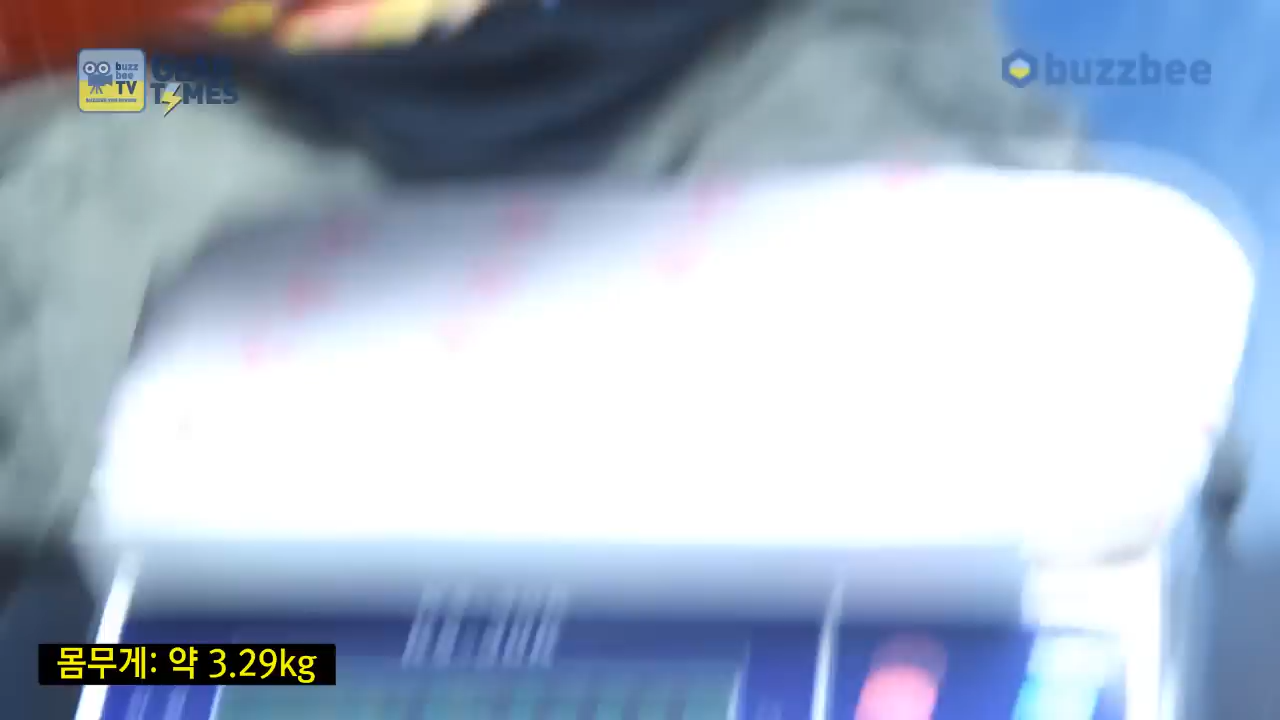 buzz
bee
TV
GEAR
TIMES
buzzbee
몸무게: 약 3.29kg